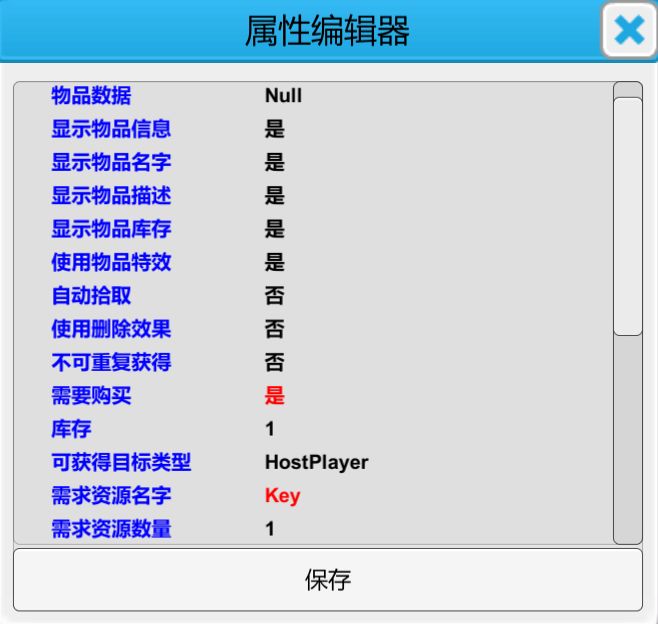 属性编辑器
物品数据 Null
显示物品信息 是
显示物品名字 是
显示物品描述 是
显示物品库存 是
使用物品特效 是
自动拾取 否
使用删除效果 否
不可重复获得 否
需要购买 是
库存 1
可获得目标类型 HostPlayer
需求资源名字 Key
需求资源数量 1
保存